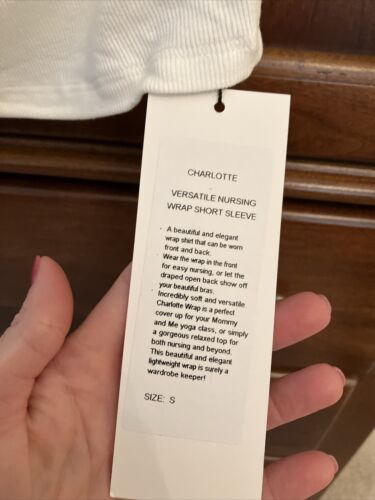 CHARLOTTE
-
VERSATILE NURSING
WRAP SHORT SLEEVE
· A beautiful and elegant
wrap shirt that can be worn
front and back.
· Wear the wrap in the front
for easy nursing, or let the
draped open back show off
your beautiful bras.
· Incredibly soft and versatile
Charlotte Wrap is a perfect
cover up for your Mommy
and Me yoga class, or simply
a gorgeous relaxed top for
both nursing and beyond.
This beautiful and elegant
lightweight wrap is surely a
wardrobe keeper!
SIZE: S